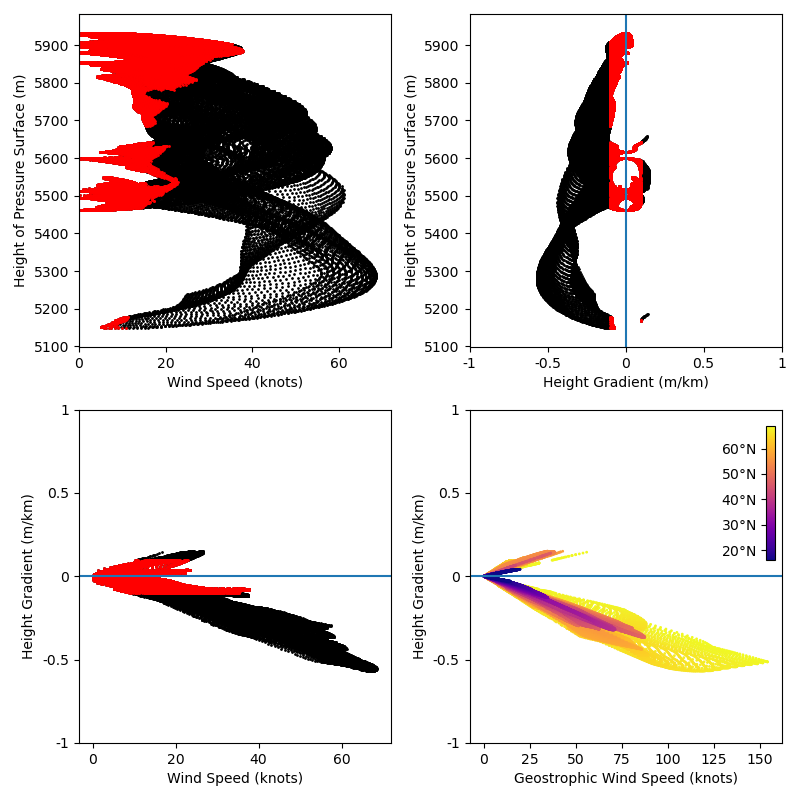 5900
5800
5700
5600
5500
5400
5300
5200
5100
Height of Pressure Surface (m)
0 20 40 60
Wind Speed (knots)
5900
5800
5700
5600
5500
5400
5300
5200
5100
Height of Pressure Surface (m)
-1 -0.5 0 0.5 1
Height Gradient (m/km)
1
0.5
0
-0.5
-1
Height Gradient (m/km)
0 20 40 60
Wind Speed (knots)
1
0.5
0
-0.5
-1
Height Gradient (m/km)
60°N
50°N
40°N
30°N
20°N
0 25 50 75 100 125 150
Geostrophic Wind Speed (knots)